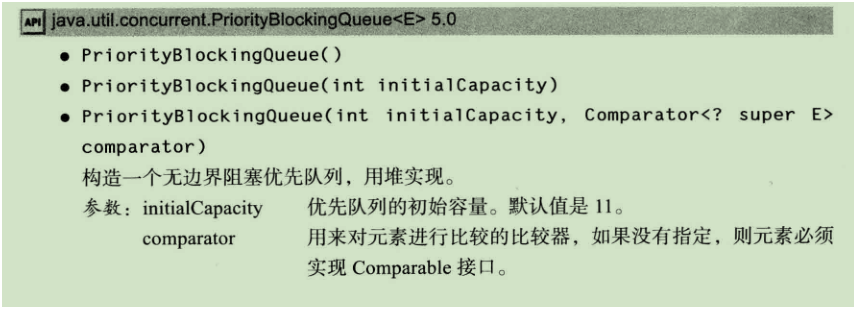 API java.util.concurrent.PriorityBlockingQueue<E> 5.0
● PriorityBlockingQueue()
● PriorityBlockingQueue(int initialCapacity)
● PriorityBlockingQueue(int initialCapacity, Comparator<? super E>
comparator)
构造一个无边界阻塞优先队列，用堆实现。
参数：initialCapacity 优先队列的初始容量。默认值是 11。
comparator 用来对元素进行比较的比较器，如果没有指定，则元素必须
实现 Comparable 接口。